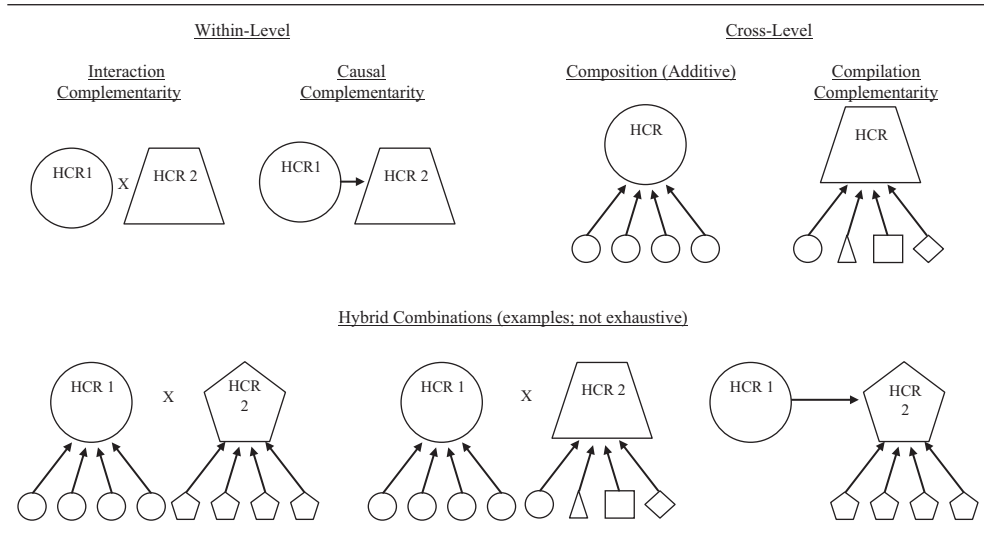 Within-Level
Cross-Level
Interaction
Complementarity
Causal
Complementarity
Composition (Additive)
Compilation
Complementarity
HCR1
X
HCR 2
HCR1
HCR 2
HCR
HCR
Hybrid Combinations (examples; not exhaustive)
HCR 1
X
HCR
2
HCR 1
X
HCR 2
HCR 1
HCR
2